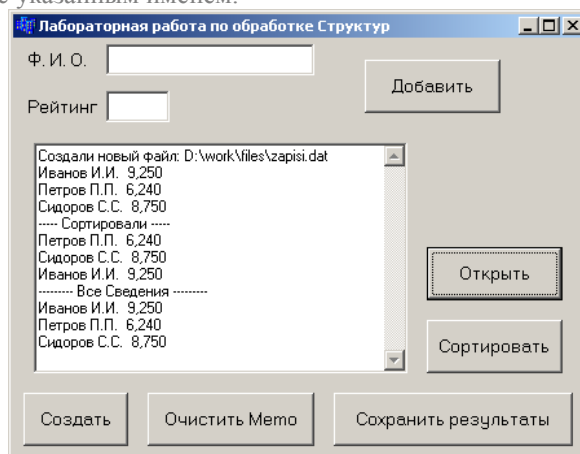 с указанным именем.
Лабораторная работа по обработке Структур
Ф. И. О.
Добавить
Рейтинг
Создали новый файл: D:\work\files\zapisi.dat
Иванов И.И. 9,250
Петров П.П. 6,240
Сидоров С.С. 8,750
----- Сортировали -----
Петров П.П. 6,240
Сидоров С.С. 8,750
Иванов И.И. 9,250
--------- Все Сведения ---------
Иванов И.И. 9,250
Петров П.П. 6,240
Сидоров С.С. 8,750
Открыть
Сортировать
Создать
Очистить Memo
Сохранить результаты